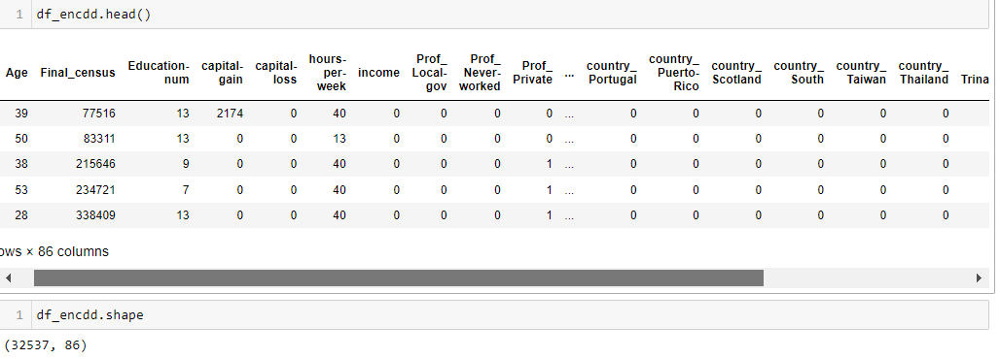 1 df_encdd.head()
Age Final_census Education-num capital-gain capital-loss hours-per-week income Prof_Local-gov Prof_Never-worked Prof_Private ... country_Portugal country_Puerto-Rico country_Scotland country_South country_Taiwan country_Thailand Trina
39 77516 13 2174 0 40 0 0 0 0 ... 0 0 0 0 0 0
50 83311 13 0 0 13 0 0 0 0 ... 0 0 0 0 0 0
38 215646 9 0 0 40 0 0 0 1 ... 0 0 0 0 0 0
53 234721 7 0 0 40 0 0 0 1 ... 0 0 0 0 0 0
28 338409 13 0 0 40 0 0 0 1 ... 0 0 0 0 0 0
ows × 86 columns
1 df_encdd.shape
(32537, 86)